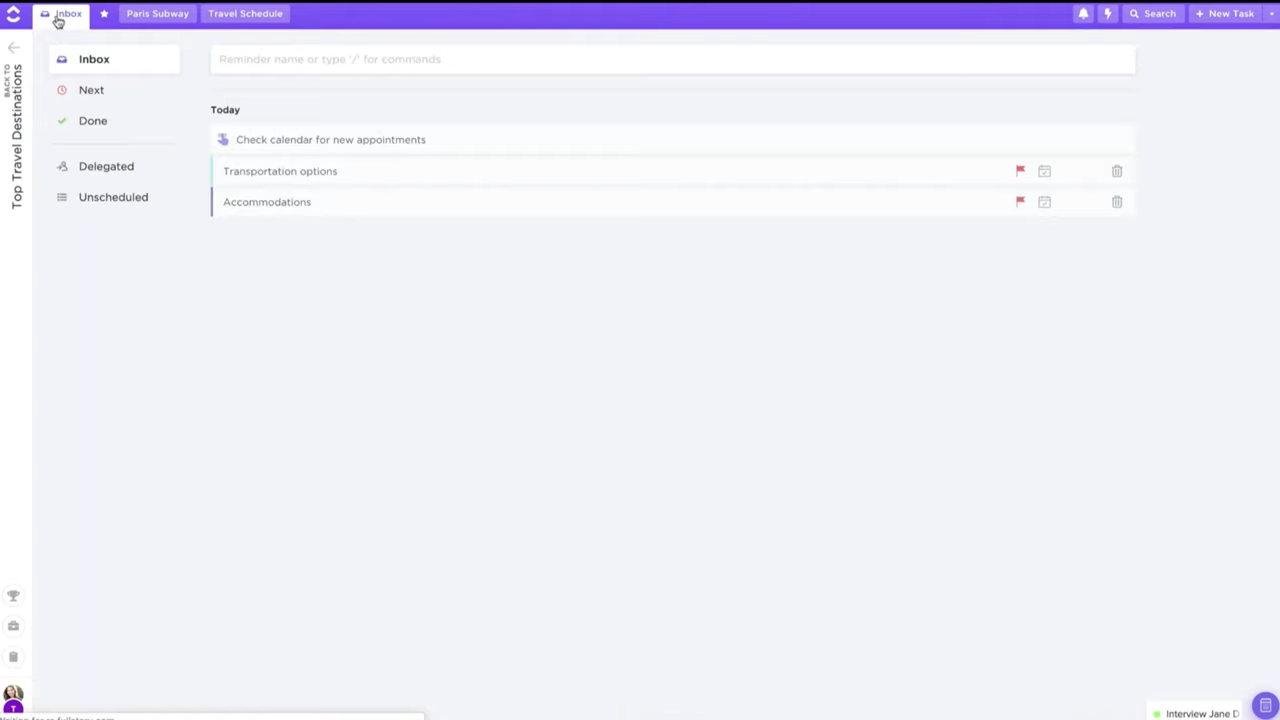 Inbox
Paris Subway
Travel Schedule
Search
+ New Task
BACK TO
Top Travel Destinations
Inbox
Next
Done
Delegated
Unscheduled
Reminder name or type '/' for commands
Today
Check calendar for new appointments
Transportation options
Accommodations
T
Interview Jane D